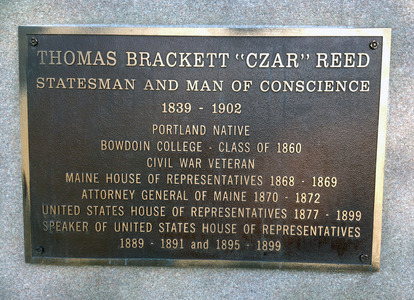 THOMAS BRACKETT "CZAR" REED
STATESMAN AND MAN OF CONSCIENCE
1839 - 1902
PORTLAND NATIVE
BOWDOIN COLLEGE - CLASS OF 1860
CIVIL WAR VETERAN
MAINE HOUSE OF REPRESENTATIVES 1868 - 1869
ATTORNEY GENERAL OF MAINE 1870 - 1872
UNITED STATES HOUSE OF REPRESENTATIVES 1877 - 1899
SPEAKER OF UNITED STATES HOUSE OF REPRESENTATIVES
1889 - 1891 and 1895 - 1899